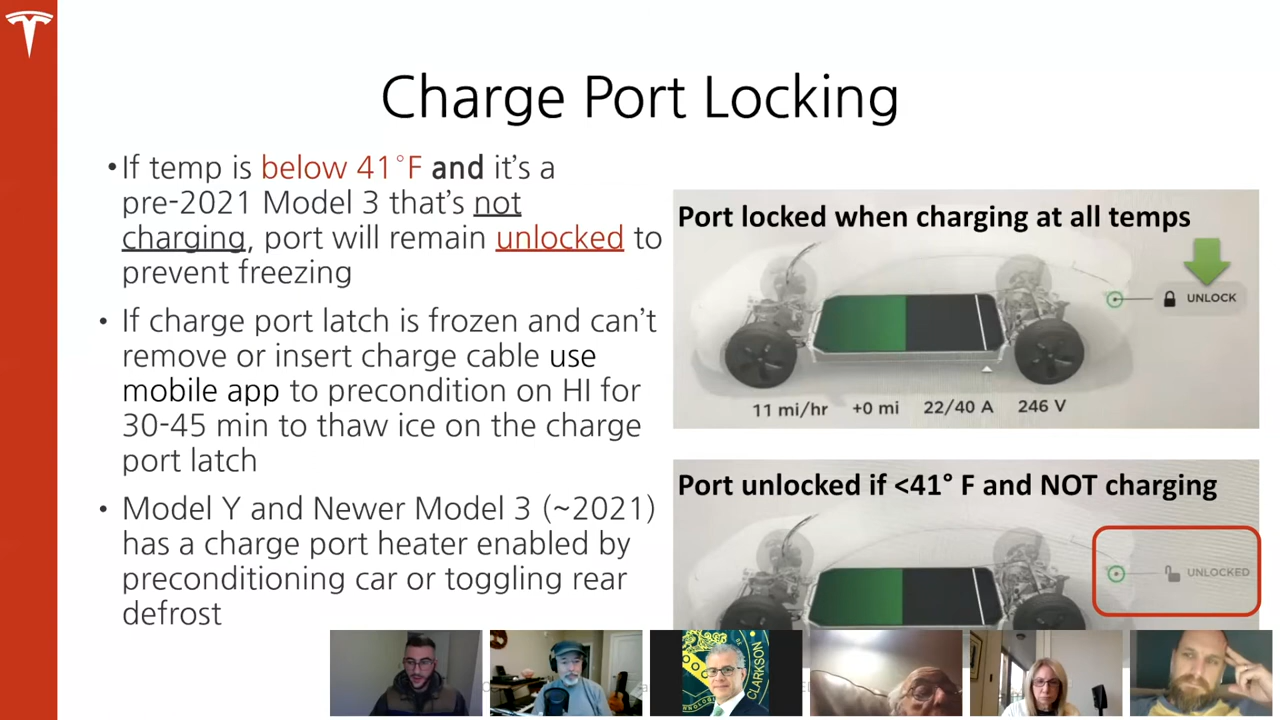 Charge Port Locking
•If temp is below 41°F and it's a
pre-2021 Model 3 that's not
charging, port will remain unlocked to
prevent freezing
• If charge port latch is frozen and can't
remove or insert charge cable use
mobile app to precondition on HI for
30-45 min to thaw ice on the charge
port latch
• Model Y and Newer Model 3 (~2021)
has a charge port heater enabled by
preconditioning car or toggling rear
defrost
Port locked when charging at all temps
UNLOCK
11 mi/hr +0 mi 22/40 A 246 V
Port unlocked if <41° F and NOT charging
UNLOCKED
CLARKSON